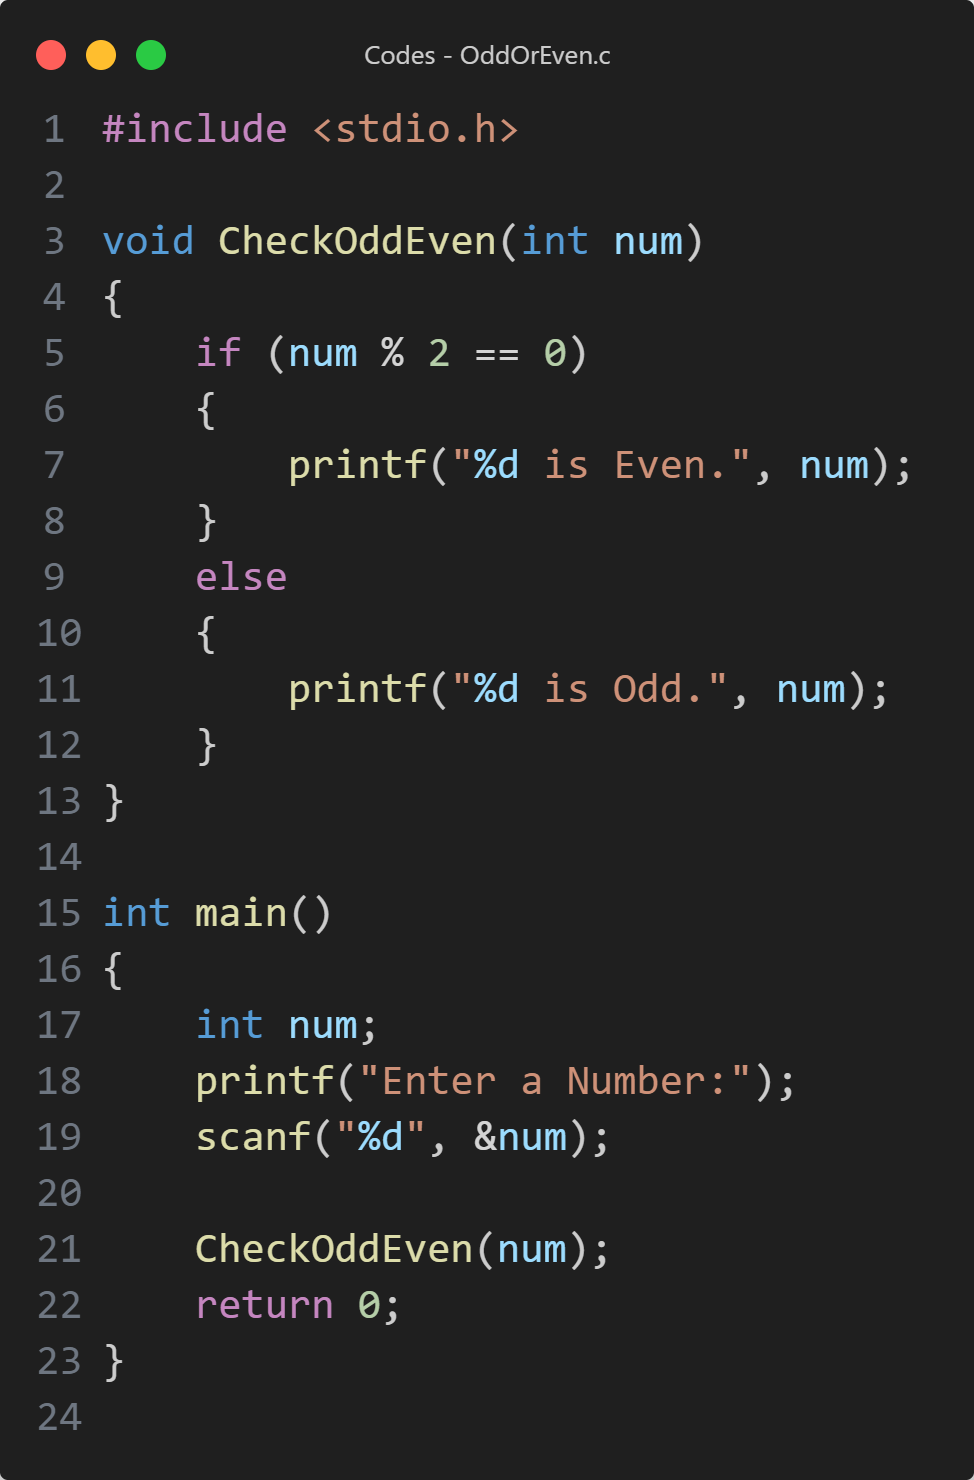 Codes - OddOrEven.c
1 #include <stdio.h>
2
3 void CheckOddEven(int num)
4 {
5     if (num % 2 == 0)
6     {
7         printf("%d is Even.", num);
8     }
9     else
10     {
11         printf("%d is Odd.", num);
12     }
13 }
14
15 int main()
16 {
17     int num;
18     printf("Enter a Number:");
19     scanf("%d", &num);
20
21     CheckOddEven(num);
22     return 0;
23 }
24